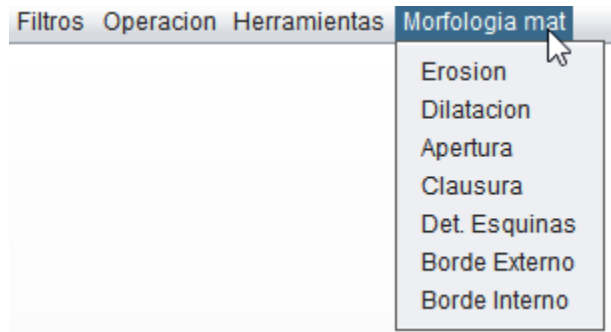 Filtros Operacion Herramientas Morfologia mat
Erosion
Dilatacion
Apertura
Clausura
Det. Esquinas
Borde Externo
Borde Interno